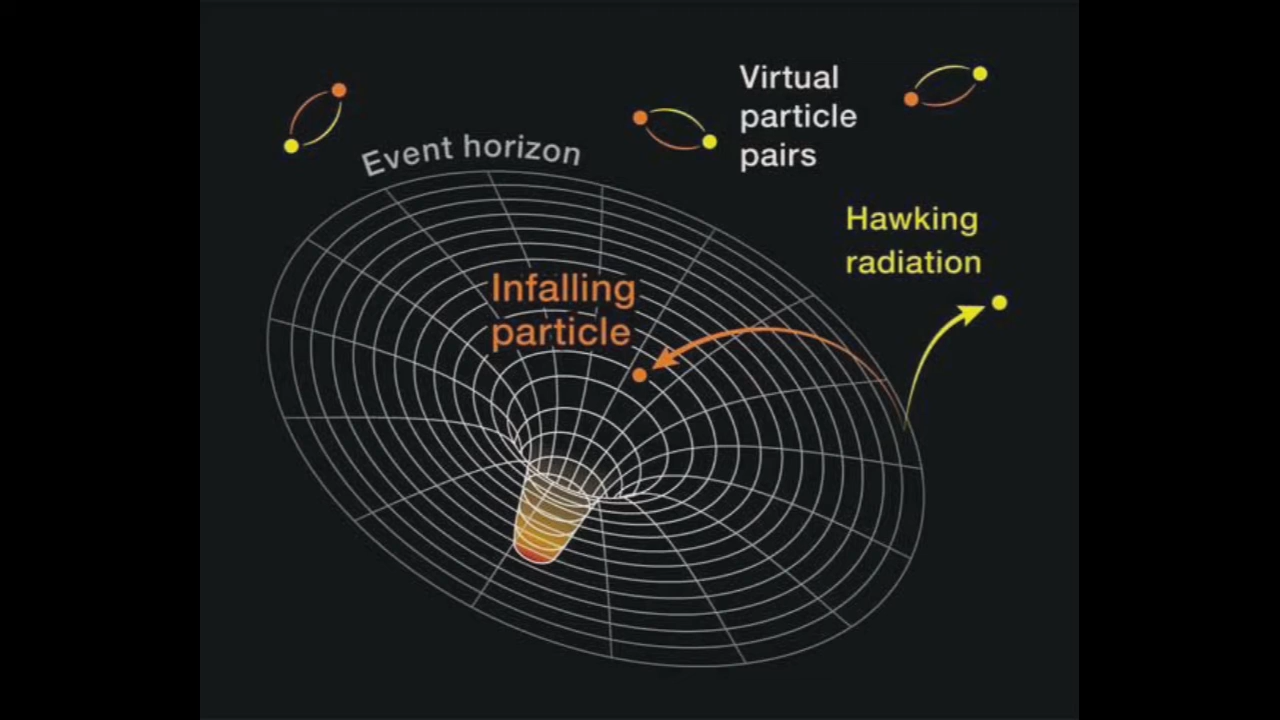 Virtual
particle
pairs
Event horizon
Hawking
radiation
Infalling
particle